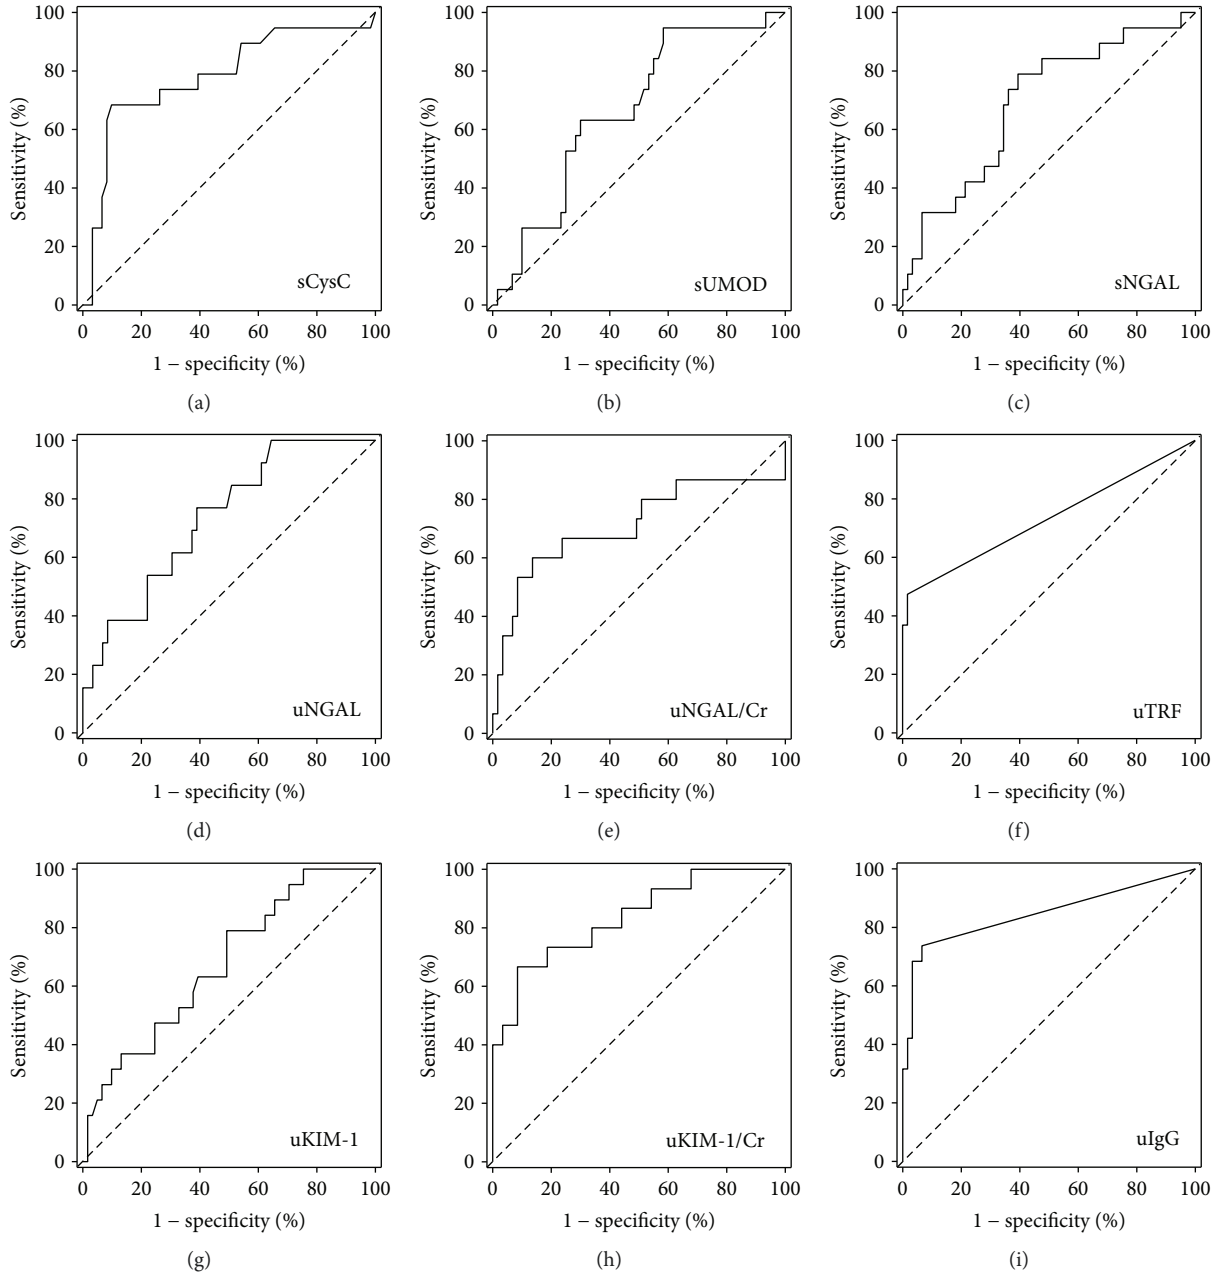 100 100 100
80 80 80
60 60 60
40 40 40
20 20 20
0 0 0
Sensitivity (%) Sensitivity (%) Sensitivity (%)
sCysC sUMOD sNGAL
0 20 40 60 80 100 0 20 40 60 80 100 0 20 40 60 80 100
1 − specificity (%) 1 − specificity (%) 1 − specificity (%)
(a) (b) (c)
100 100 100
80 80 80
60 60 60
40 40 40
20 20 20
0 0 0
Sensitivity (%) Sensitivity (%) Sensitivity (%)
uNGAL uNGAL/Cr uTRF
0 20 40 60 80 100 0 20 40 60 80 100 0 20 40 60 80 100
1 − specificity (%) 1 − specificity (%) 1 − specificity (%)
(d) (e) (f)
100 100 100
80 80 80
60 60 60
40 40 40
20 20 20
0 0 0
Sensitivity (%) Sensitivity (%) Sensitivity (%)
uKIM-1 uKIM-1/Cr uIgG
0 20 40 60 80 100 0 20 40 60 80 100 0 20 40 60 80 100
1 − specificity (%) 1 − specificity (%) 1 − specificity (%)
(g) (h) (i)